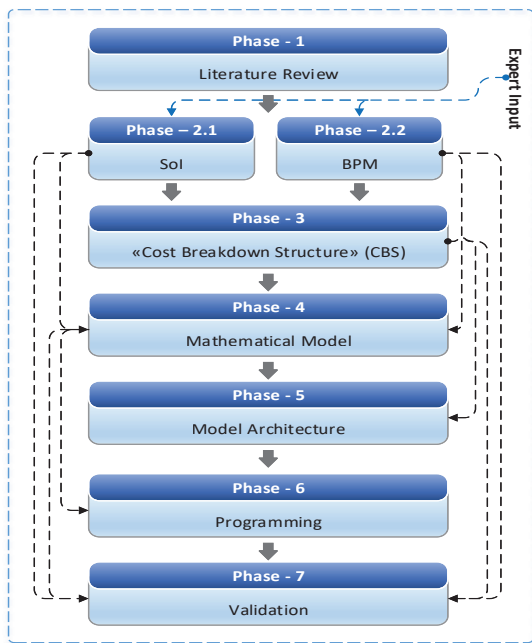 Phase - 1
Literature Review
Expert Input
Phase – 2.1
SoI
Phase – 2.2
BPM
Phase - 3
«Cost Breakdown Structure» (CBS)
Phase - 4
Mathematical Model
Phase - 5
Model Architecture
Phase - 6
Programming
Phase - 7
Validation